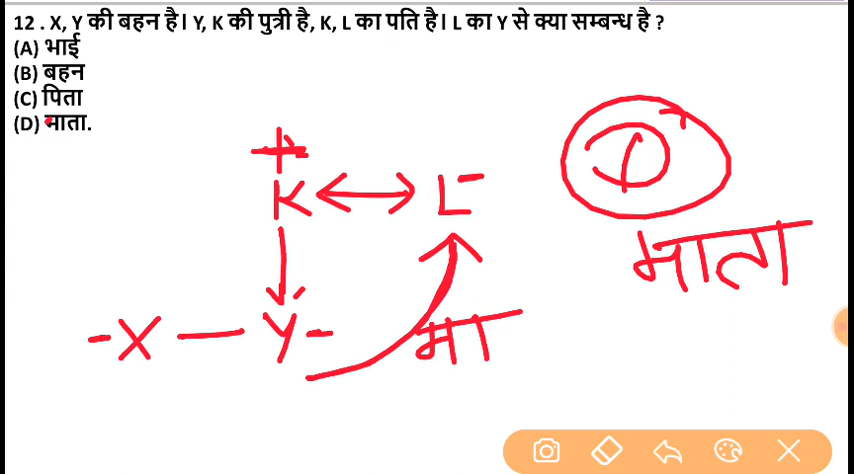 12 . X, Y की बहन है। Y, K की पुत्री है, K, L का पति है। L का Y से क्या सम्बन्ध है ?
(A) भाई
(B) बहन
(C) पिता
(D) माता.
+
K ↔ L -
D
माता
- X — Y -
मा